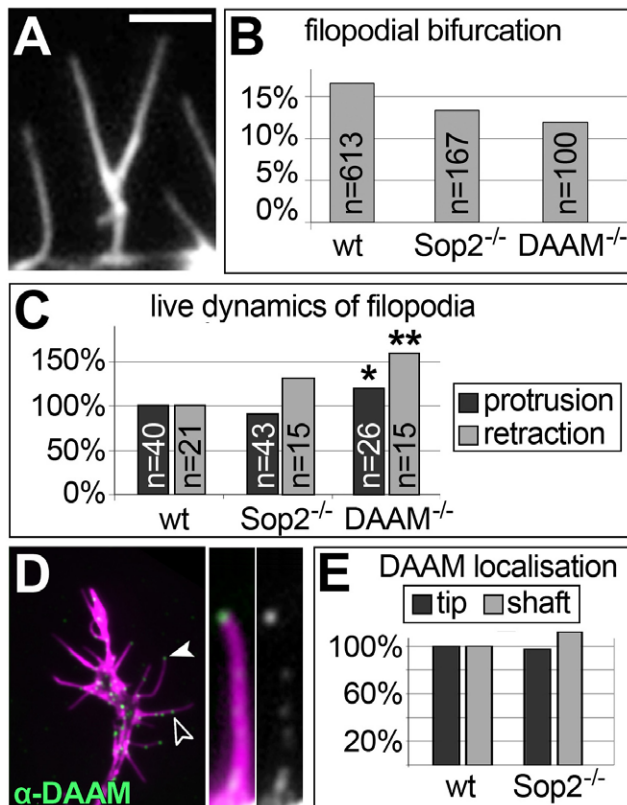 A
B
filopodial bifurcation
15%
10%
5%
0%
n=613
n=167
n=100
wt
Sop2-/-
DAAM-/-
C
live dynamics of filopodia
150%
100%
50%
0%
*
**
n=40
n=21
n=43
n=15
n=26
n=15
wt
Sop2-/-
DAAM-/-
protrusion
retraction
D
α-DAAM
E
DAAM localisation
tip
shaft
100%
60%
20%
wt
Sop2-/-